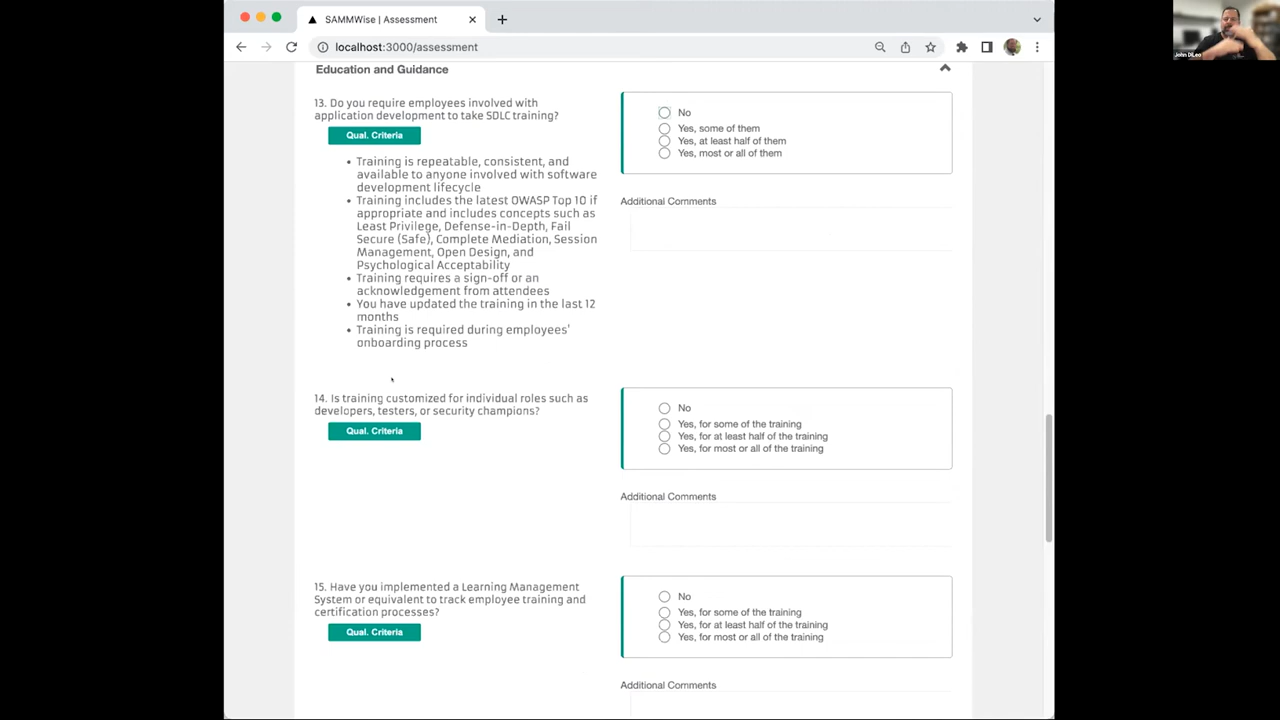 SAMMWise | Assessment
localhost:3000/assessment
John DiLeo
Education and Guidance
13. Do you require employees involved with
application development to take SDLC training?
Qual. Criteria
• Training is repeatable, consistent, and
available to anyone involved with software
development lifecycle
• Training includes the latest OWASP Top 10 if
appropriate and includes concepts such as
Least Privilege, Defense-in-Depth, Fail
Secure (Safe), Complete Mediation, Session
Management, Open Design, and
Psychological Acceptability
• Training requires a sign-off or an
acknowledgement from attendees
• You have updated the training in the last 12
months
• Training is required during employees'
onboarding process
No
Yes, some of them
Yes, at least half of them
Yes, most or all of them
Additional Comments
14. Is training customized for individual roles such as
developers, testers, or security champions?
Qual. Criteria
No
Yes, for some of the training
Yes, for at least half of the training
Yes, for most or all of the training
Additional Comments
15. Have you implemented a Learning Management
System or equivalent to track employee training and
certification processes?
Qual. Criteria
No
Yes, for some of the training
Yes, for at least half of the training
Yes, for most or all of the training
Additional Comments